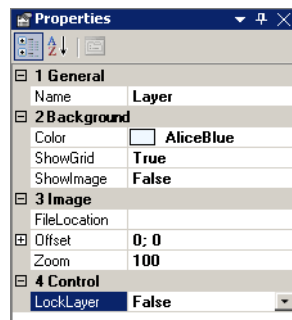 Properties
1 General
Name Layer
2 Background
Color AliceBlue
ShowGrid True
ShowImage False
3 Image
FileLocation
Offset 0; 0
Zoom 100
4 Control
LockLayer False